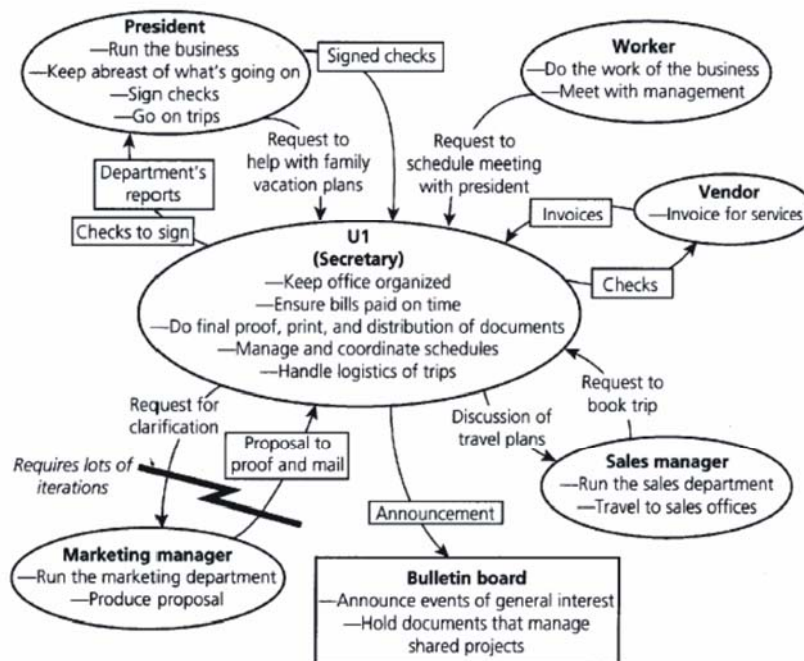 President
—Run the business
—Keep abreast of what's going on
—Sign checks
—Go on trips
Signed checks
Worker
—Do the work of the business
—Meet with management
Request to
help with family
vacation plans
Request to
schedule meeting
with president
Department's
reports
Checks to sign
Vendor
—Invoice for services
Invoices
Checks
U1
(Secretary)
—Keep office organized
—Ensure bills paid on time
—Do final proof, print, and distribution of documents
—Manage and coordinate schedules
—Handle logistics of trips
Request for
clarification
Proposal to
proof and mail
Requires lots of
iterations
Discussion of
travel plans
Request to
book trip
Sales manager
—Run the sales department
—Travel to sales offices
Announcement
Marketing manager
—Run the marketing department
—Produce proposal
Bulletin board
—Announce events of general interest
—Hold documents that manage
shared projects